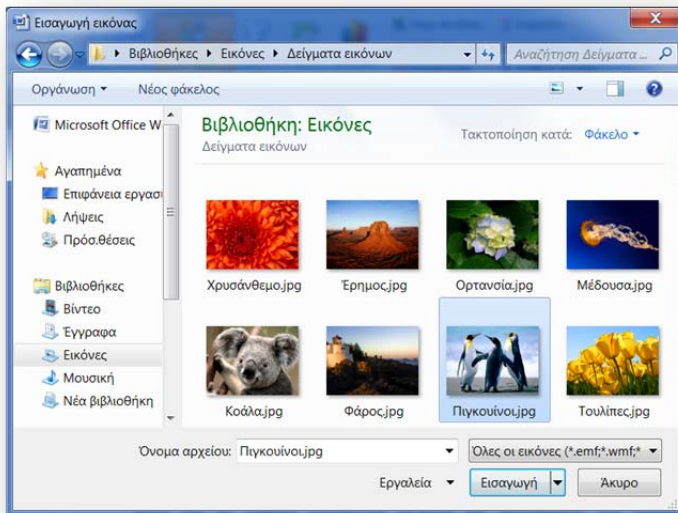 Εισαγωγή εικόνας
Βιβλιοθήκες Εικόνες Δείγματα εικόνων
Αναζήτηση Δείγματα ...
Οργάνωση Νέος φάκελος
Microsoft Office W
Αγαπημένα
Επιφάνεια εργασ
Λήψεις
Πρόσ.θέσεις
Βιβλιοθήκες
Βίντεο
Έγγραφα
Εικόνες
Μουσική
Νέα βιβλιοθήκη
Βιβλιοθήκη: Εικόνες
Δείγματα εικόνων
Τακτοποίηση κατά: Φάκελο
Χρυσάνθεμο.jpg Έρημος.jpg Ορτανσία.jpg Μέδουσα.jpg
Κοάλα.jpg Φάρος.jpg Πιγκουίνοι.jpg Τουλίπες.jpg
Όνομα αρχείου: Πιγκουίνοι.jpg Όλες οι εικόνες (*.emf;*.wmf;*
Εργαλεία Εισαγωγή Άκυρο